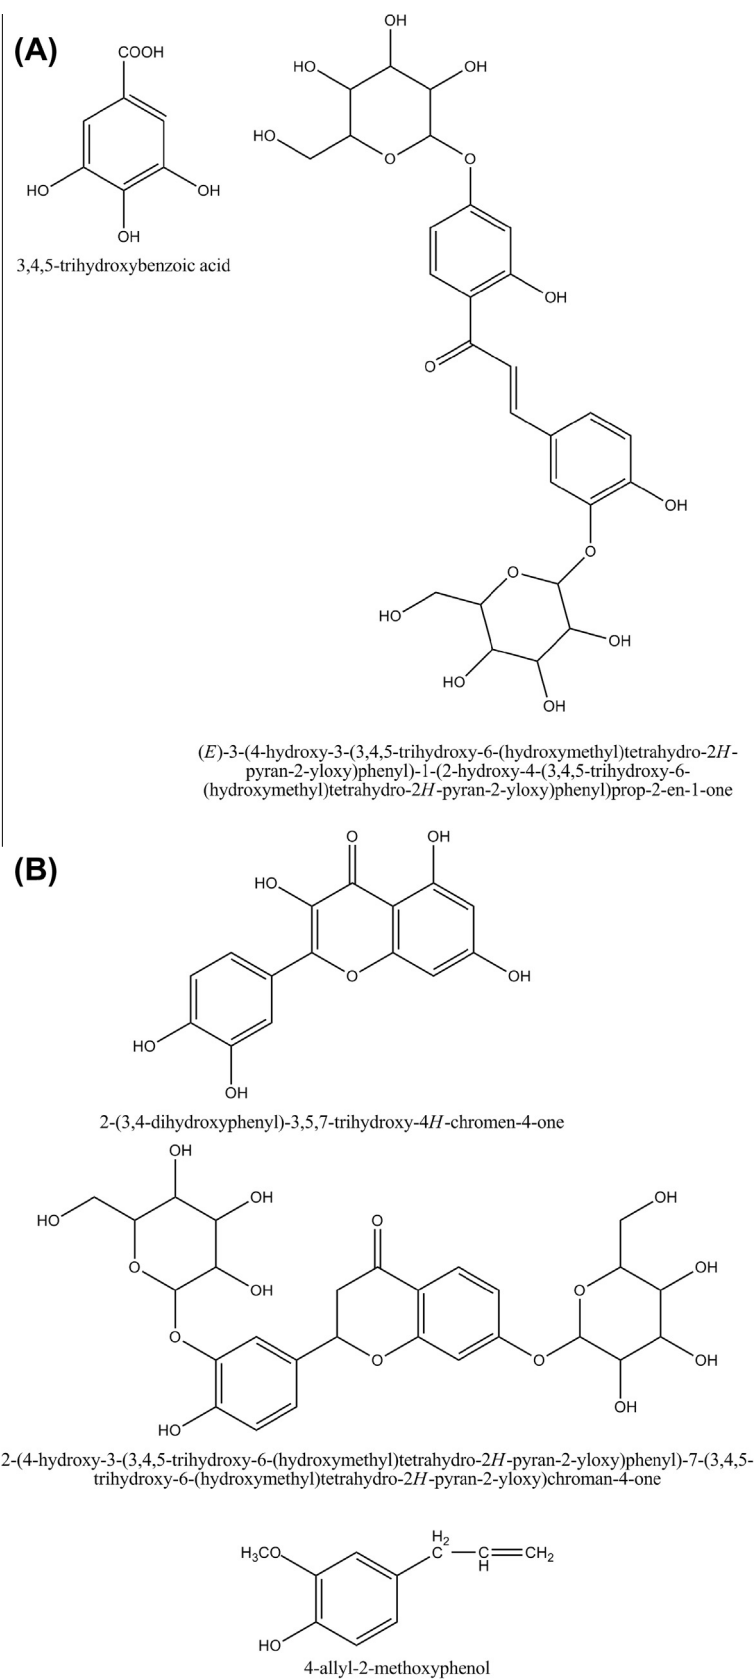 (A)
COOH
HO
OH
OH
3,4,5-trihydroxybenzoic acid
OH
HO
OH
HO
O
O
OH
O
OH
O
O
HO
OH
HO
OH
(E)-3-(4-hydroxy-3-(3,4,5-trihydroxy-6-(hydroxymethyl)tetrahydro-2H-
pyran-2-yloxy)phenyl)-1-(2-hydroxy-4-(3,4,5-trihydroxy-6-
(hydroxymethyl)tetrahydro-2H-pyran-2-yloxy)phenyl)prop-2-en-1-one
(B)
O
OH
HO
O
OH
HO
OH
2-(3,4-dihydroxyphenyl)-3,5,7-trihydroxy-4H-chromen-4-one
OH
HO
OH
O
OH
O
O
O
HO
O
OH
O
OH
OH
OH
2-(4-hydroxy-3-(3,4,5-trihydroxy-6-(hydroxymethyl)tetrahydro-2H-pyran-2-yloxy)phenyl)-7-(3,4,5-
trihydroxy-6-(hydroxymethyl)tetrahydro-2H-pyran-2-yloxy)chroman-4-one
H3CO
H2
C
C
H
CH2
HO
4-allyl-2-methoxyphenol